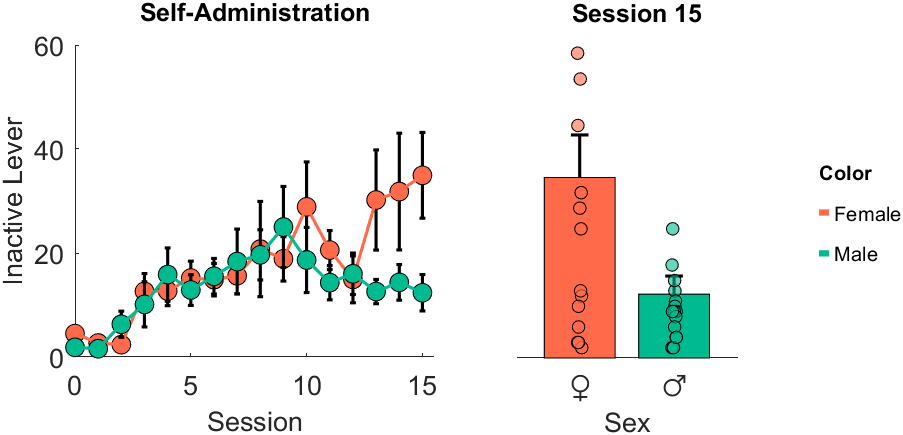 Self-Administration
Session 15
60
40
20
0
Inactive Lever
0 5 10 15
Session
♀ ♂
Sex
Color
Female
Male